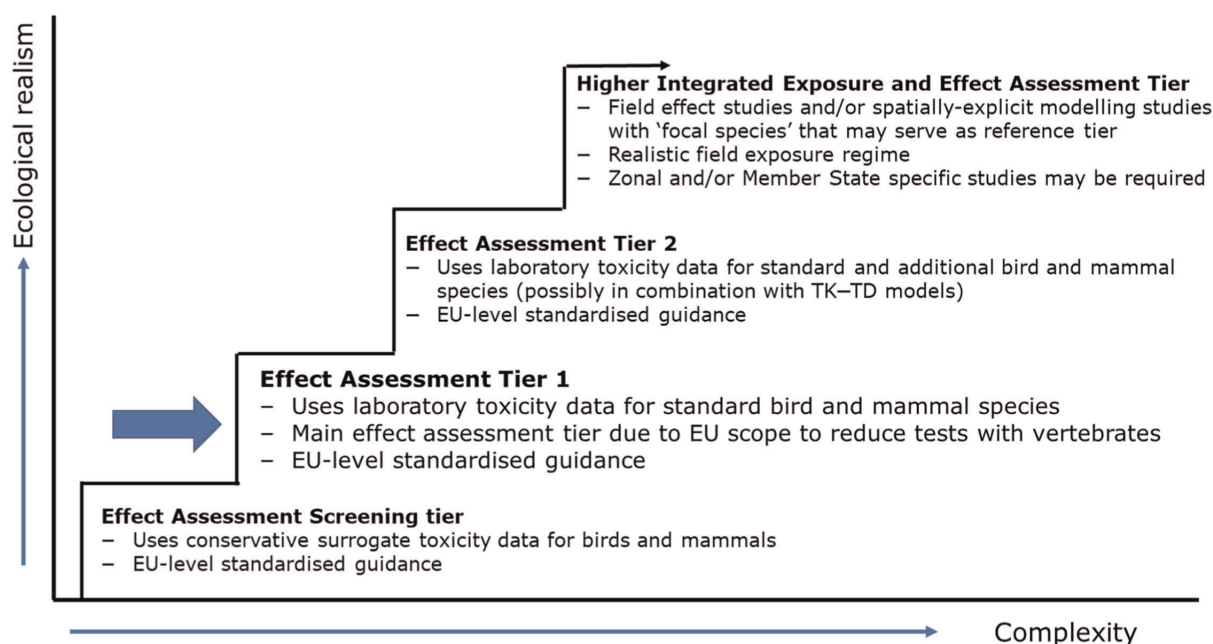 Ecological realism
Higher Integrated Exposure and Effect Assessment Tier
– Field effect studies and/or spatially-explicit modelling studies
with ‘focal species’ that may serve as reference tier
– Realistic field exposure regime
– Zonal and/or Member State specific studies may be required
Effect Assessment Tier 2
– Uses laboratory toxicity data for standard and additional bird and mammal
species (possibly in combination with TK–TD models)
– EU-level standardised guidance
Effect Assessment Tier 1
– Uses laboratory toxicity data for standard bird and mammal species
– Main effect assessment tier due to EU scope to reduce tests with vertebrates
– EU-level standardised guidance
Effect Assessment Screening tier
– Uses conservative surrogate toxicity data for birds and mammals
– EU-level standardised guidance
Complexity